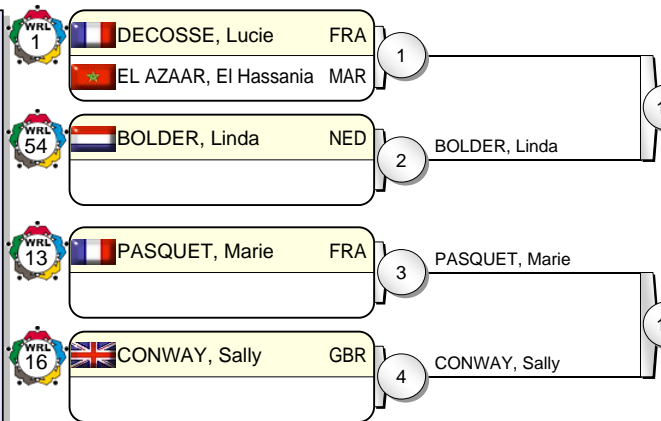 WRL
1
DECOSSE, Lucie FRA
EL AZAAR, El Hassania MAR
1
WRL
54
BOLDER, Linda NED
2
BOLDER, Linda
WRL
13
PASQUET, Marie FRA
3
PASQUET, Marie
WRL
16
CONWAY, Sally GBR
4
CONWAY, Sally